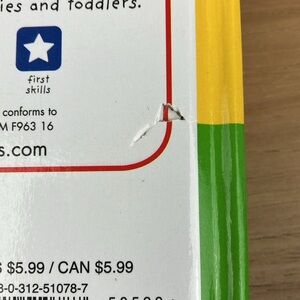 ies and toddlers.
first
skills
conforms to
M F963 16
s.com
$5.99 / CAN $5.99
3-0-312-51078-7